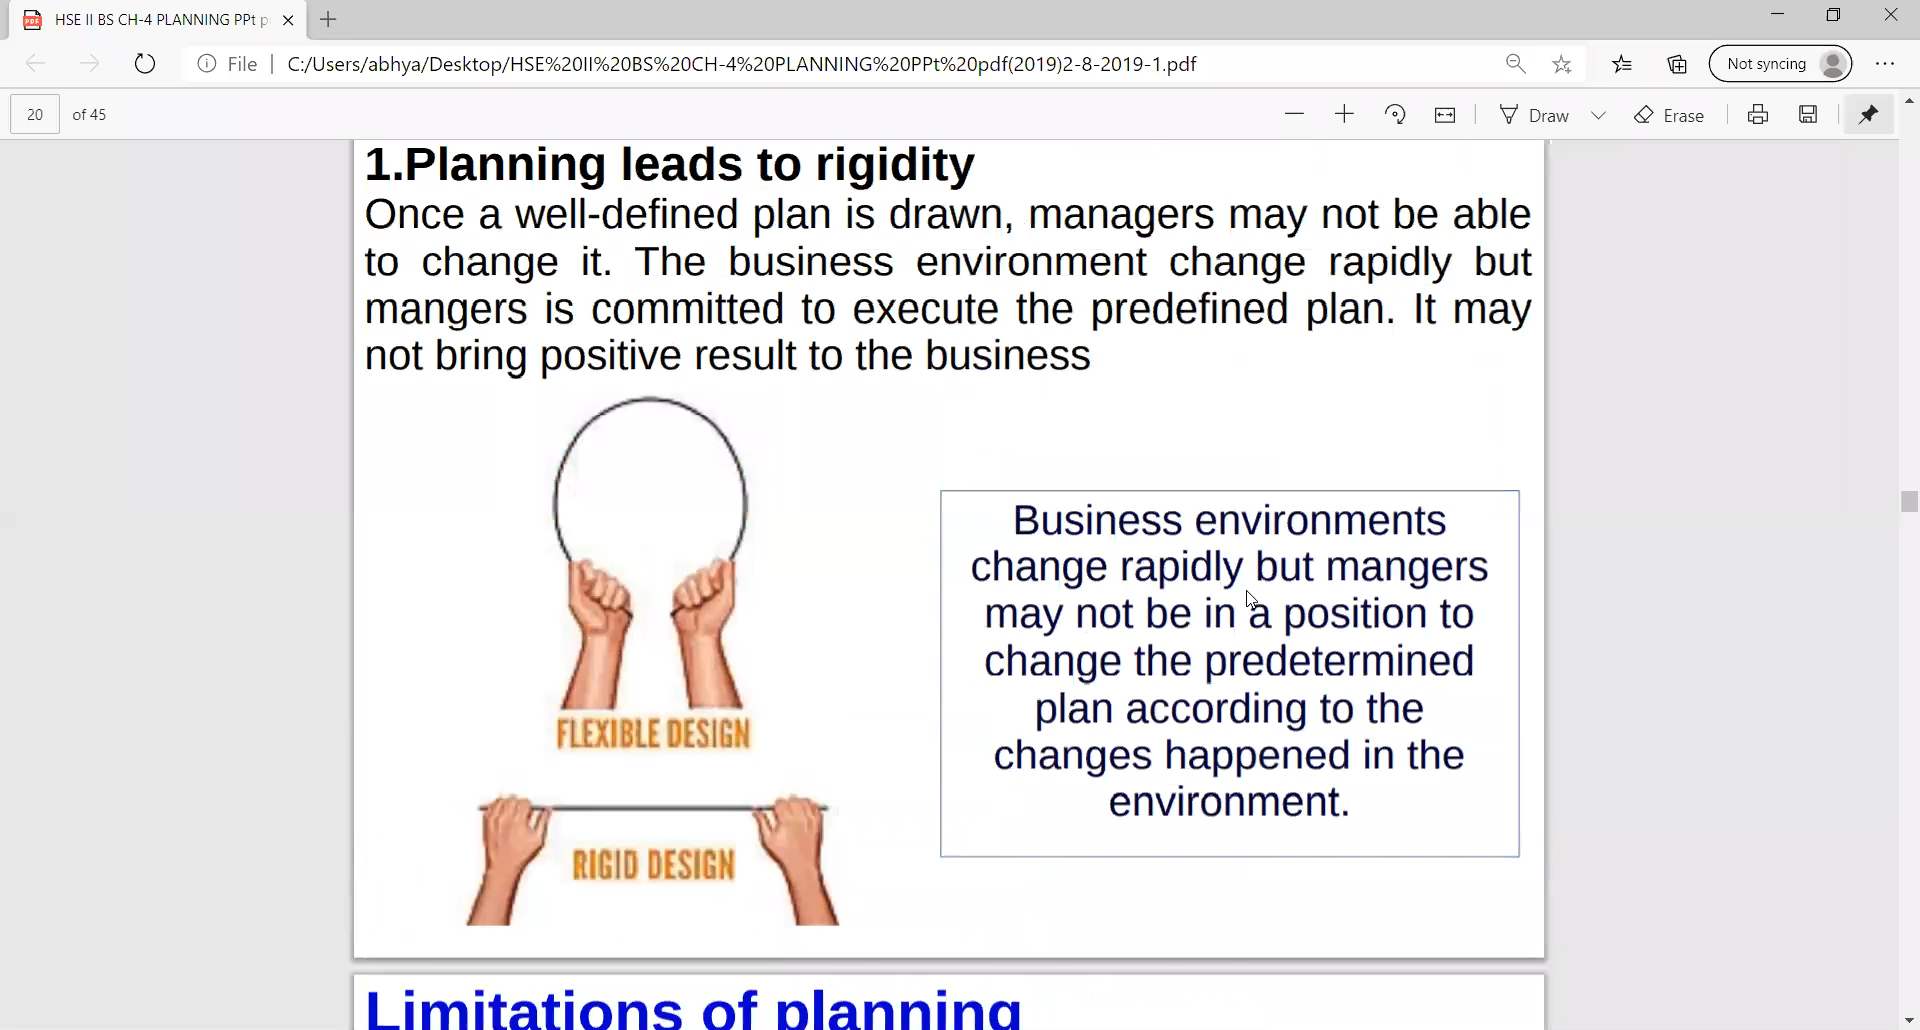 HSE II BS CH-4 PLANNING PPt p
File
C:/Users/abhya/Desktop/HSE%20II%20BS%20CH-4%20PLANNING%20PPt%20pdf(2019)2-8-2019-1.pdf
Not syncing
20 of 45
Draw
Erase
1.Planning leads to rigidity
Once a well-defined plan is drawn, managers may not be able
to change it. The business environment change rapidly but
mangers is committed to execute the predefined plan. It may
not bring positive result to the business
FLEXIBLE DESIGN
RIGID DESIGN
Business environments
change rapidly but mangers
may not be in a position to
change the predetermined
plan according to the
changes happened in the
environment.
Limitations of planning